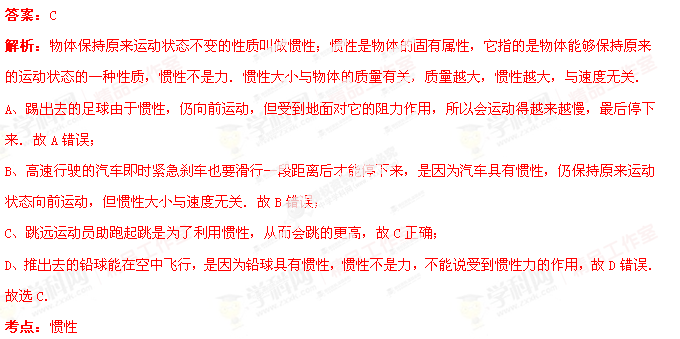 答案：C
解析：物体保持原来运动状态不变的性质叫做惯性；惯性是物体的固有属性，它指的是物体能够保持原来
的运动状态的一种性质，惯性不是力．惯性大小与物体的质量有关，质量越大，惯性越大，与速度无关．
A、踢出去的足球由于惯性，仍向前运动，但受到地面对它的阻力作用，所以会运动得越来越慢，最后停下
来．故 A 错误；
B、高速行驶的汽车即时紧急刹车也要滑行一段距离后才能停下来，是因为汽车具有惯性，仍保持原来运动
状态向前运动，但惯性大小与速度无关．故 B 错误；
C、跳远运动员助跑起跳是为了利用惯性，从而会跳的更高，故 C 正确；
D、推出去的铅球能在空中飞行，是因为铅球具有惯性，惯性不是力，不能说受到惯性力的作用，故 D 错误．
故选 C．
考点：惯性